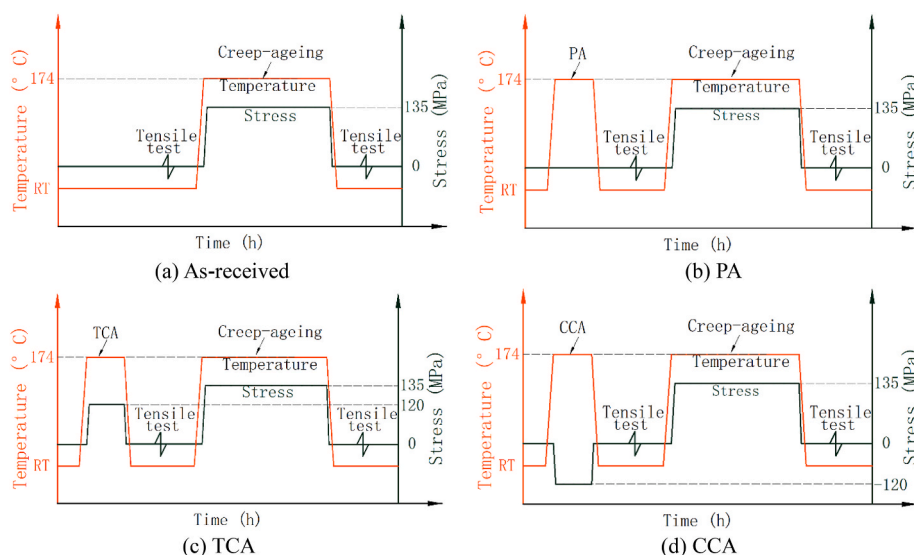 Temperature (° C)
174
RT
Creep-ageing
Temperature
Stress
Tensile
test
Tensile
test
135
0
Stress (MPa)
Time (h)
(a) As-received
Temperature (° C)
174
RT
PA
Creep-ageing
Temperature
Stress
Tensile
test
Tensile
test
135
0
Stress (MPa)
Time (h)
(b) PA
Temperature (° C)
174
RT
TCA
Creep-ageing
Temperature
Stress
Tensile
test
Tensile
test
135
120
0
Stress (MPa)
Time (h)
(c) TCA
Temperature (° C)
174
RT
CCA
Creep-ageing
Temperature
Stress
Tensile
test
Tensile
test
135
0
-120
Stress (MPa)
Time (h)
(d) CCA